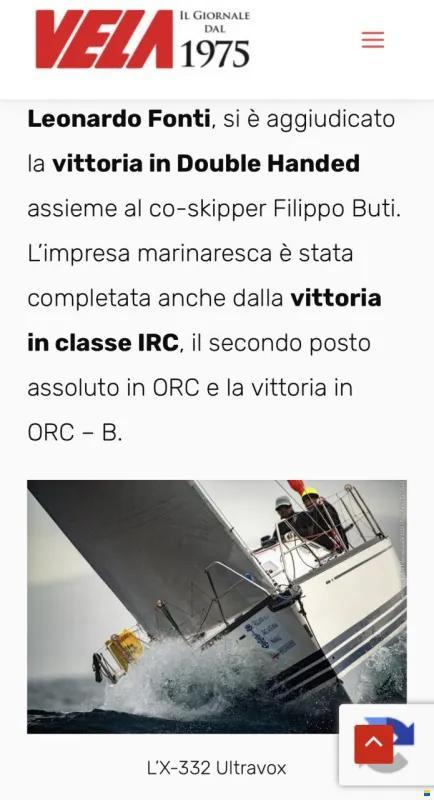 VELA
IL GIORNALE
DAL
1975
Leonardo Fonti, si è aggiudicato
la vittoria in Double Handed
assieme al co-skipper Filippo Buti.
L’impresa marinaresca è stata
completata anche dalla vittoria
in classe IRC, il secondo posto
assoluto in ORC e la vittoria in
ORC – B.
L’X-332 Ultravox